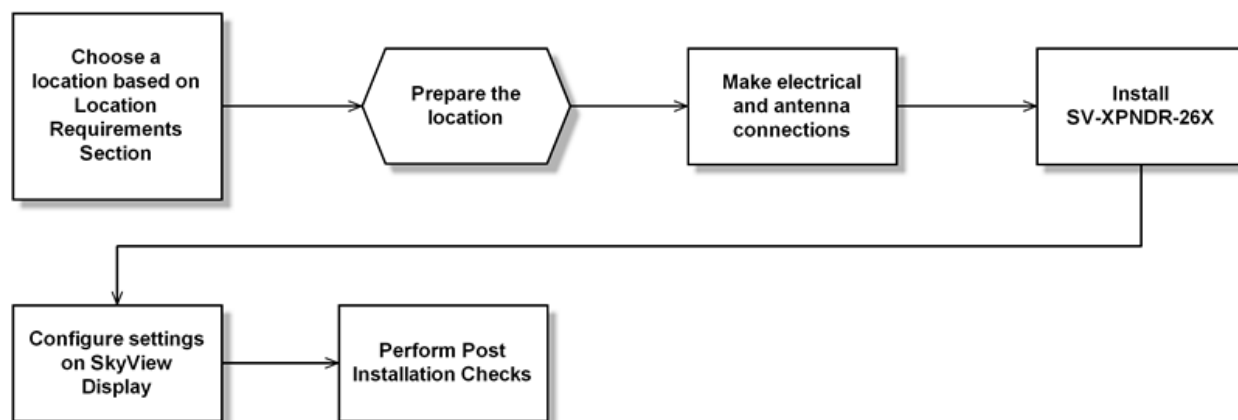 Choose a
location based on
Location
Requirements
Section
Prepare the
location
Make electrical
and antenna
connections
Install
SV-XPNDR-26X
Configure settings
on SkyView
Display
Perform Post
Installation Checks